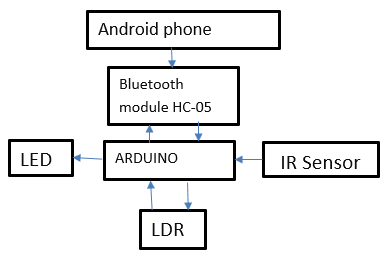 Android phone
Bluetooth
module HC-05
LED
ARDUINO
IR Sensor
LDR